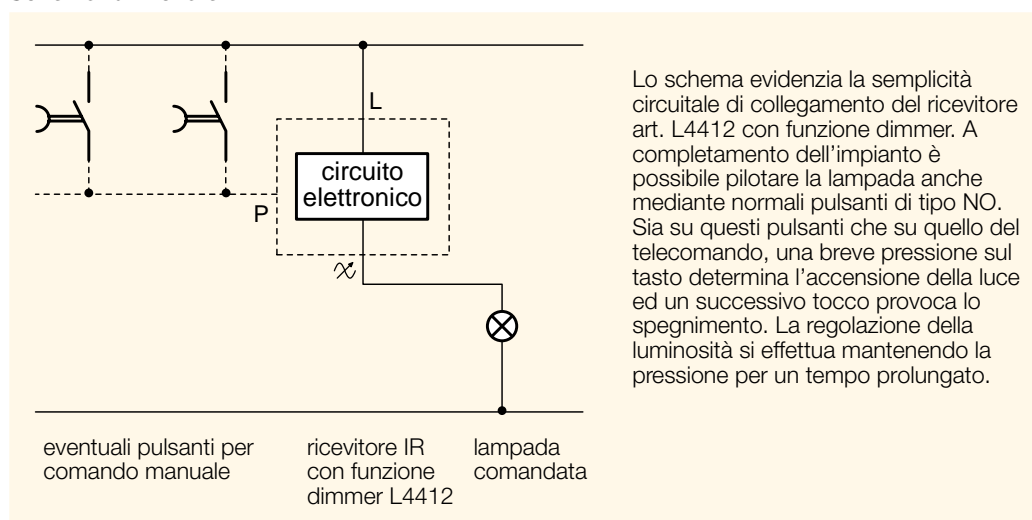 L
circuito
elettronico
P
Lo schema evidenzia la semplicità
circuitale di collegamento del ricevitore
art. L4412 con funzione dimmer. A
completamento dell'impianto è
possibile pilotare la lampada anche
mediante normali pulsanti di tipo NO.
Sia su questi pulsanti che su quello del
telecomando, una breve pressione sul
tasto determina l'accensione della luce
ed un successivo tocco provoca lo
spegnimento. La regolazione della
luminosità si effettua mantenendo la
pressione per un tempo prolungato.
eventuali pulsanti per
comando manuale
ricevitore IR
con funzione
dimmer L4412
lampada
comandata